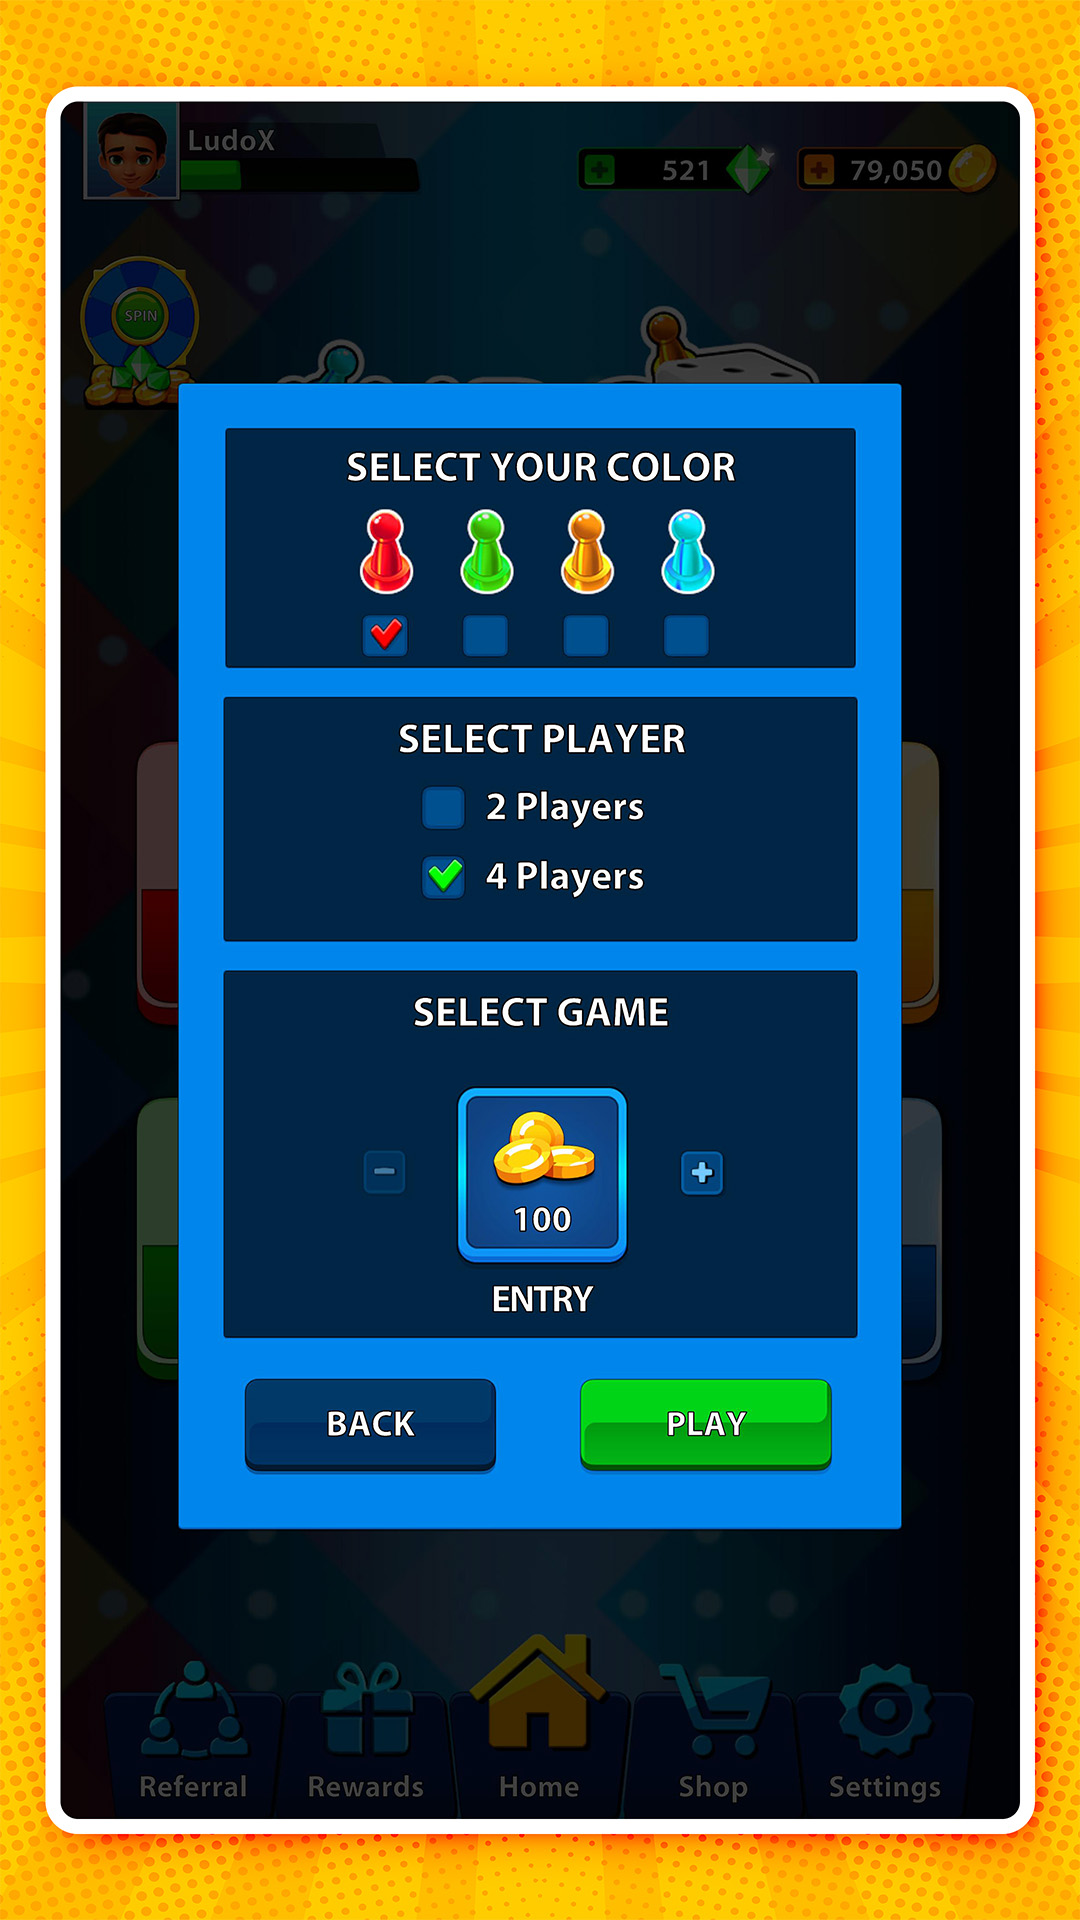 LudoX
521
79,050
SPIN
SELECT YOUR COLOR
SELECT PLAYER
2 Players
4 Players
SELECT GAME
100
ENTRY
BACK
PLAY
Referral
Rewards
Home
Shop
Settings